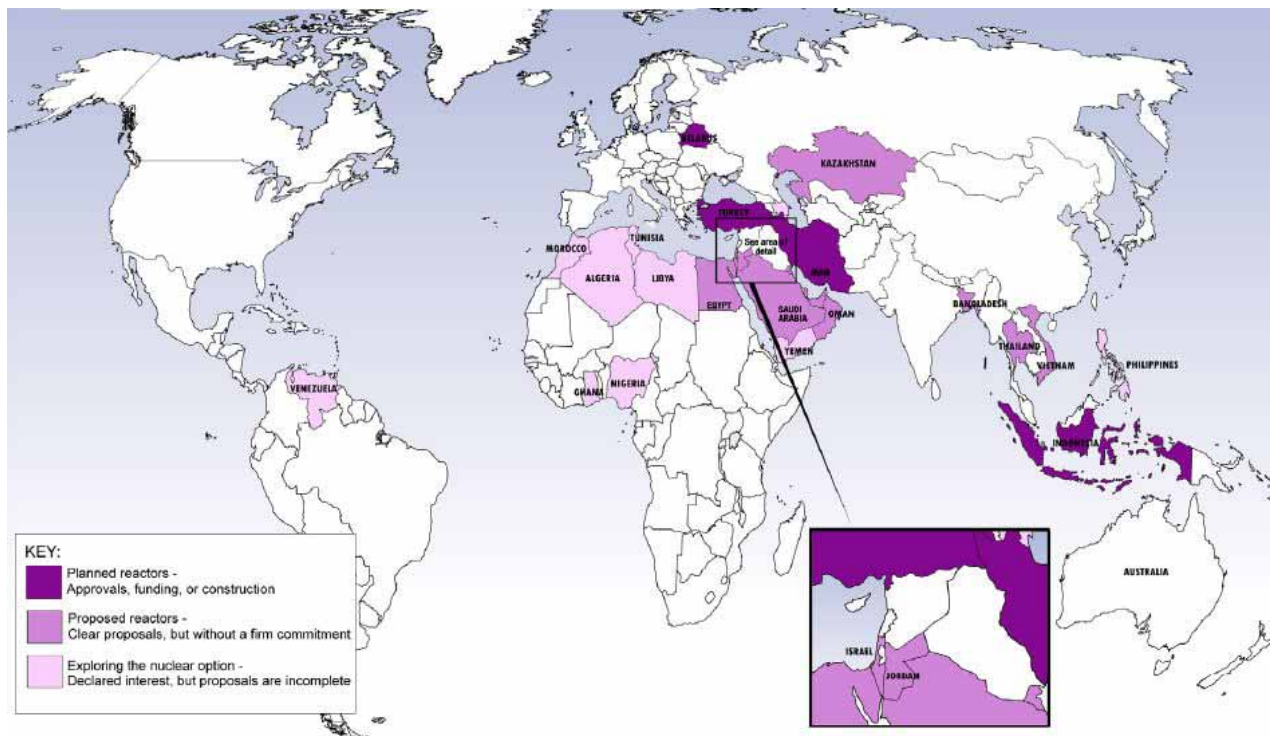 BELARUS
KAZAKHSTAN
TURKEY
TUNISIA
MOROCCO
See area of
detail
ALGERIA
LIBYA
IRAN
EGYPT
SAUDI
ARABIA
OMAN
BANGLADESH
YEMEN
THAILAND
VIETNAM
PHILIPPINES
VENEZUELA
GHANA
NIGERIA
INDONESIA
KEY:
Planned reactors -
Approvals, funding, or construction
Proposed reactors -
Clear proposals, but without a firm commitment
Exploring the nuclear option -
Declared interest, but proposals are incomplete
ISRAEL
JORDAN
AUSTRALIA